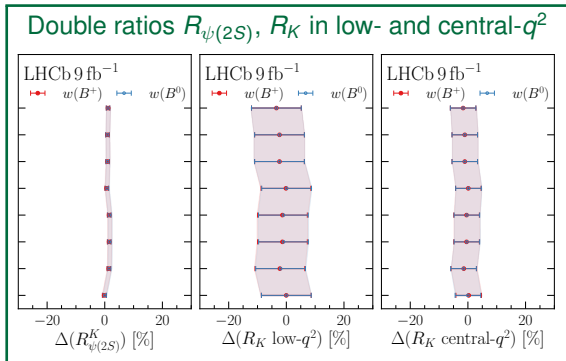 Double ratios R_ψ(2S), R_K in low- and central-q²
LHCb 9 fb⁻¹ LHCb 9 fb⁻¹ LHCb 9 fb⁻¹
w(B⁺) w(B⁰) w(B⁺) w(B⁰) w(B⁺) w(B⁰)
−20 0 20 −20 0 20 −20 0 20
Δ(R^K_ψ(2S)) [%] Δ(R_K low-q²) [%] Δ(R_K central-q²) [%]